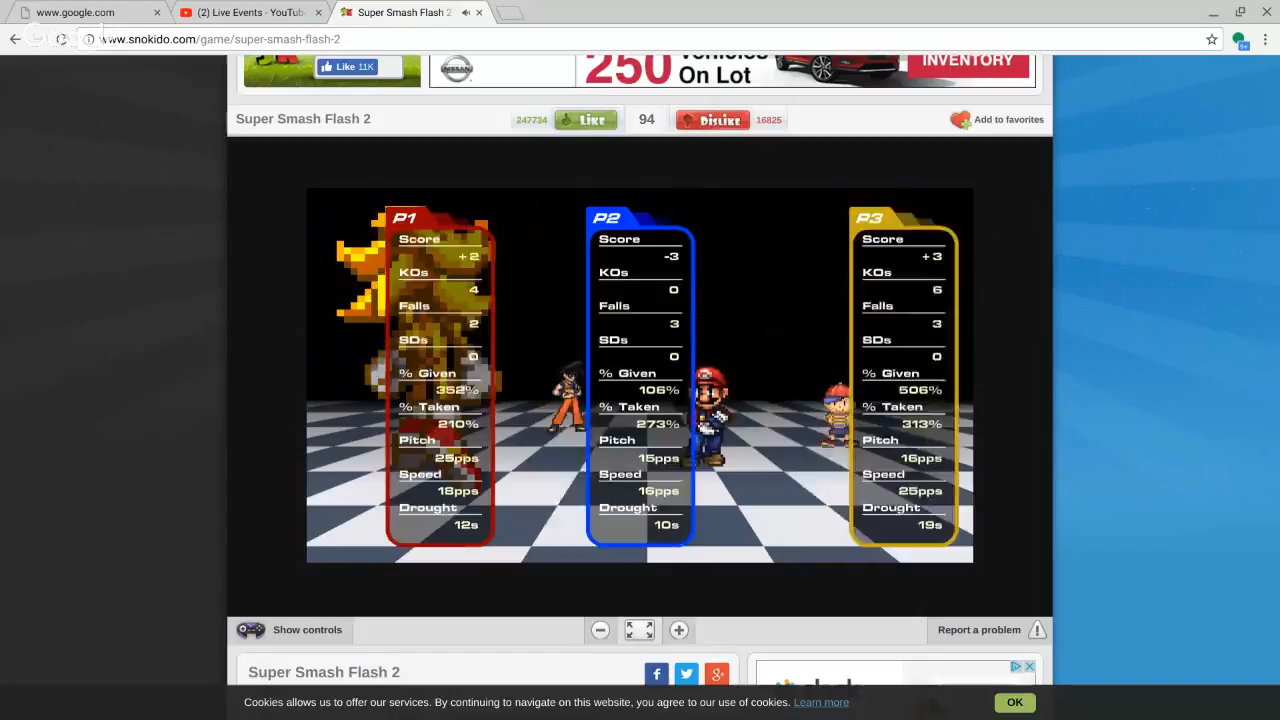 www.google.com
(2) Live Events - YouTub
Super Smash Flash 2
www.snokido.com/game/super-smash-flash-2
Like 11K
NISSAN
250 Vehicles
On Lot
INVENTORY
Super Smash Flash 2
247734 LIKE 94 DISLIKE 16825
Add to favorites
P1
Score
+2
KOs
4
Falls
2
SDs
0
% Given
352%
% Taken
210%
Pitch
25pps
Speed
18pps
Drought
12s
P2
Score
-3
KOs
0
Falls
3
SDs
0
% Given
106%
% Taken
273%
Pitch
15pps
Speed
16pps
Drought
10s
P3
Score
+3
KOs
6
Falls
3
SDs
0
% Given
506%
% Taken
313%
Pitch
16pps
Speed
25pps
Drought
19s
Show controls
Report a problem
Super Smash Flash 2
Cookies allows us to offer our services. By continuing to navigate on this website, you agree to our use of cookies. Learn more
OK